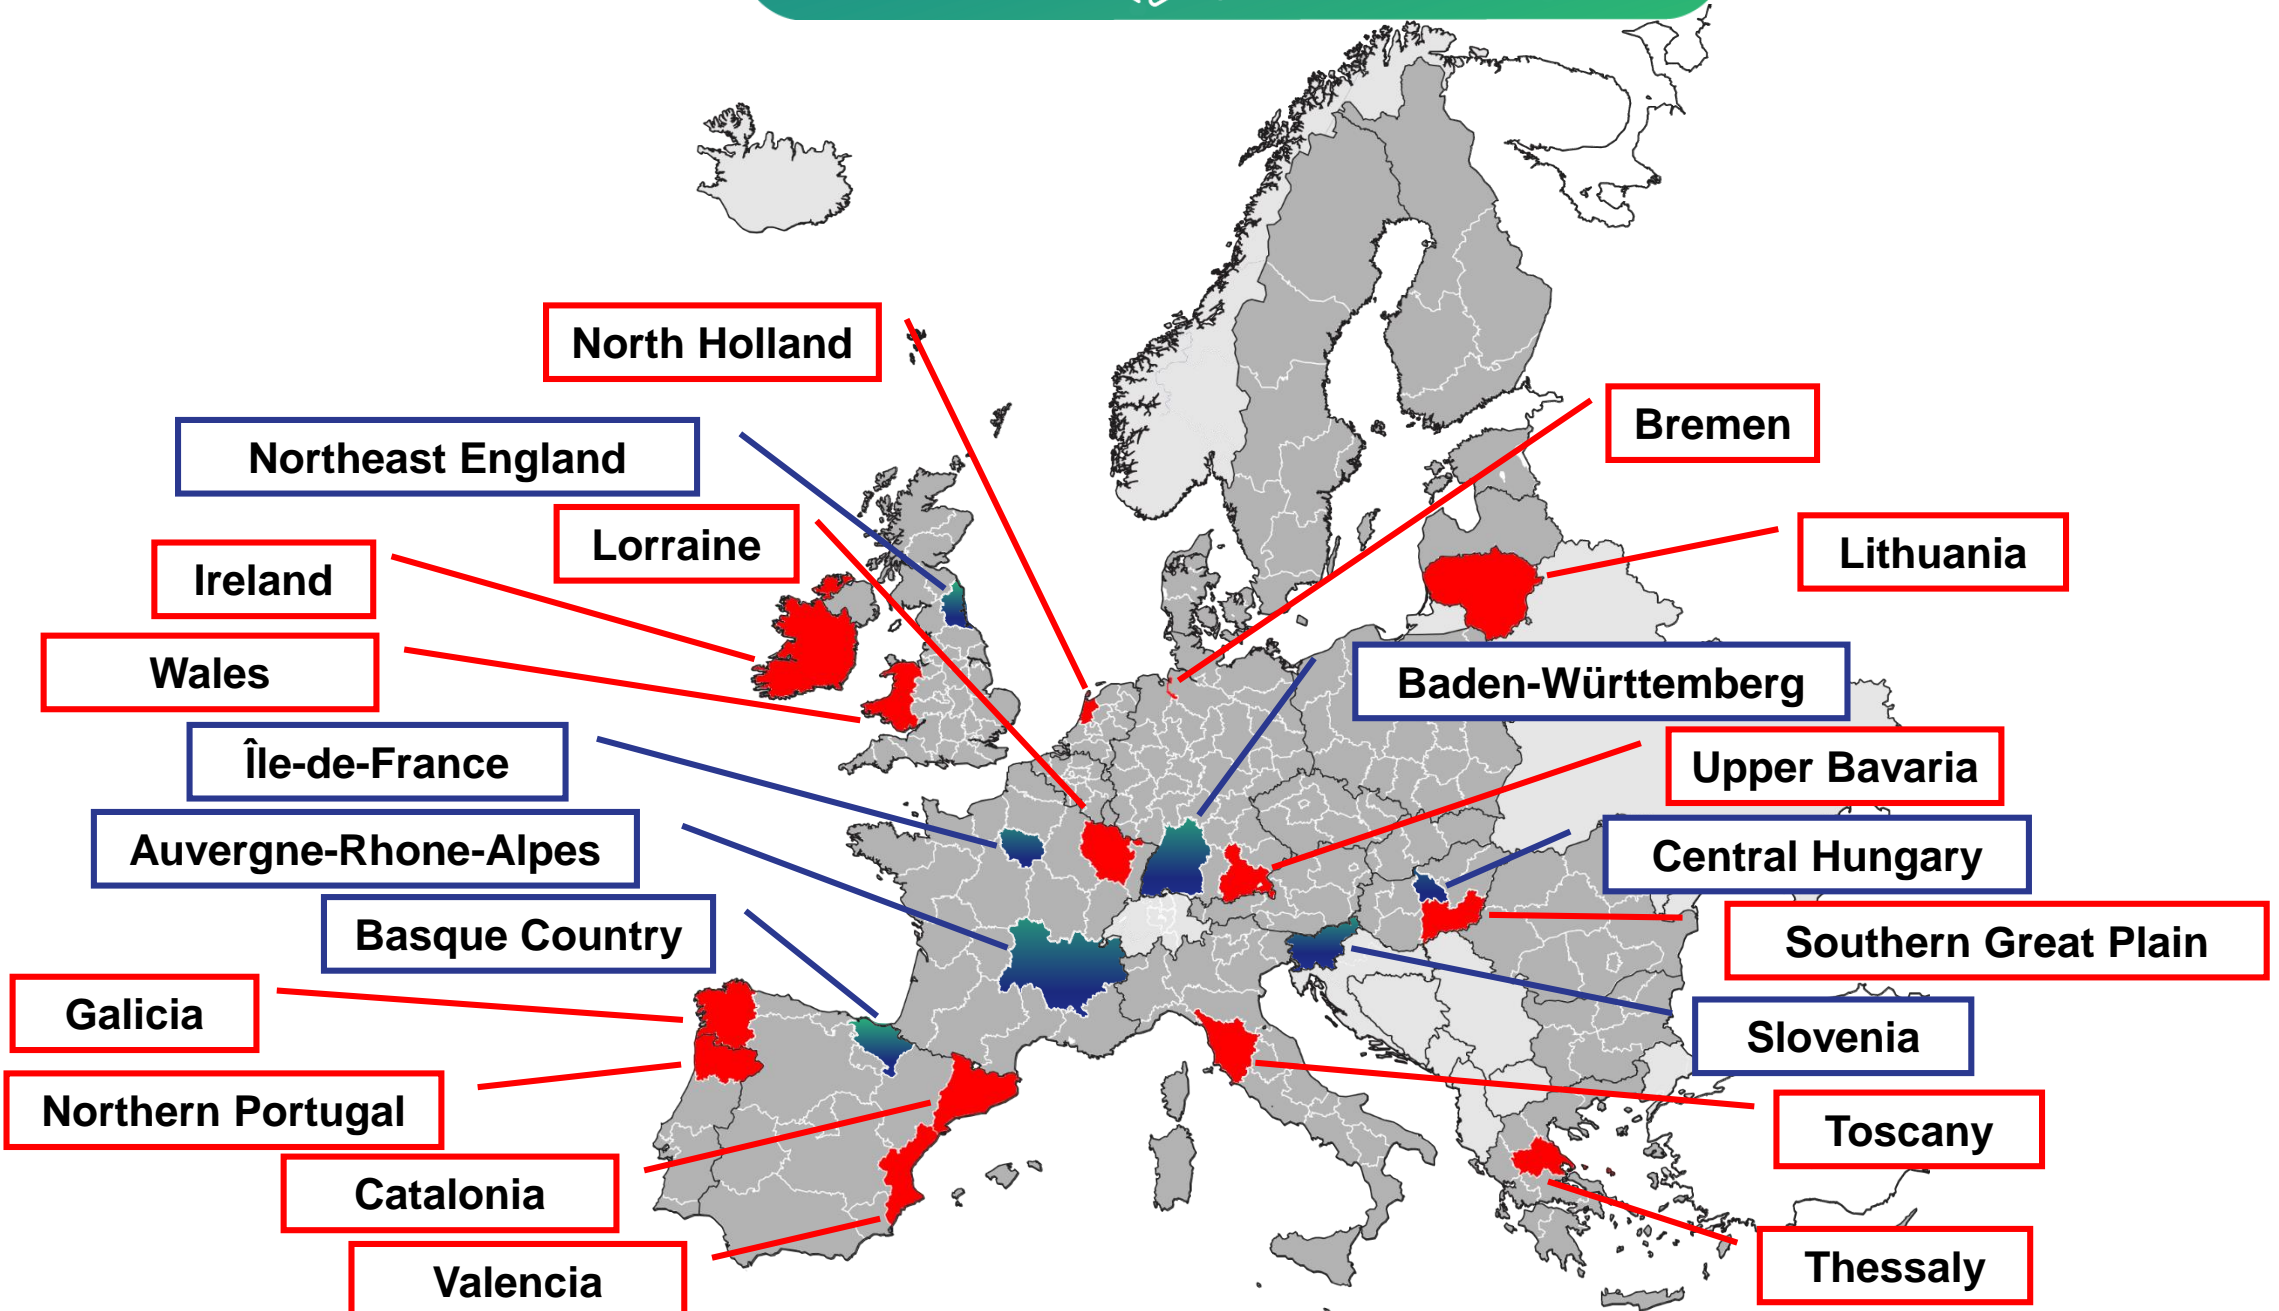 North Holland
Bremen
Northeast England
Lorraine
Lithuania
Ireland
Wales
Baden-Württemberg
Île-de-France
Upper Bavaria
Auvergne-Rhone-Alpes
Central Hungary
Basque Country
Southern Great Plain
Galicia
Slovenia
Northern Portugal
Toscany
Catalonia
Thessaly
Valencia